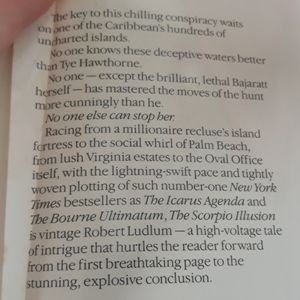 The key to this chilling conspiracy waits
on one of the Caribbean's hundreds of
uncharted islands.
No one knows these deceptive waters better
than Tye Hawthorne.
No one — except the brilliant, lethal Bajaratt
herself — has mastered the moves of the hunt
more cunningly than he.
No one else can stop her.
Racing from a millionaire recluse's island
fortress to the social whirl of Palm Beach,
from lush Virginia estates to the Oval Office
itself, with the lightning-swift pace and tightly
woven plotting of such number-one New York
Times bestsellers as The Icarus Agenda and
The Bourne Ultimatum, The Scorpio Illusion
is vintage Robert Ludlum — a high-voltage tale
of intrigue that hurtles the reader forward
from the first breathtaking page to the
stunning, explosive conclusion.